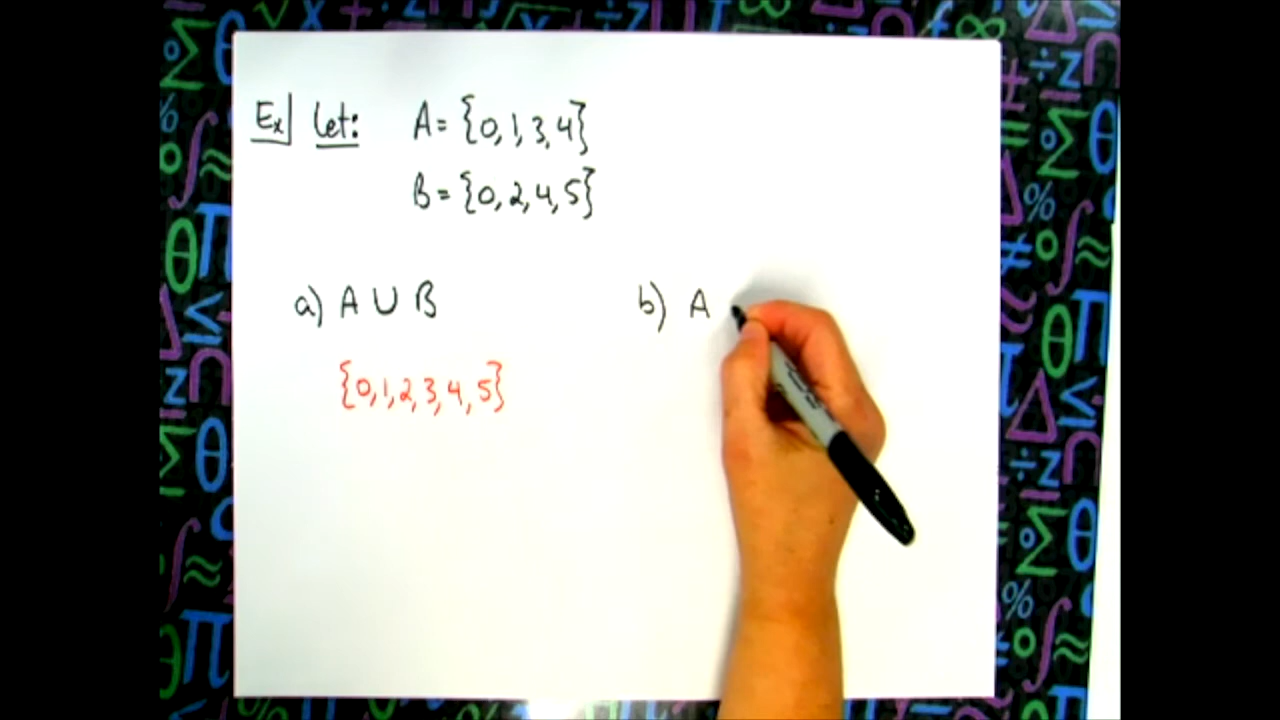 Ex Let: A = {0, 1, 3, 4}
B = {0, 2, 4, 5}
a) A ∪ B b) A
{0, 1, 2, 3, 4, 5}